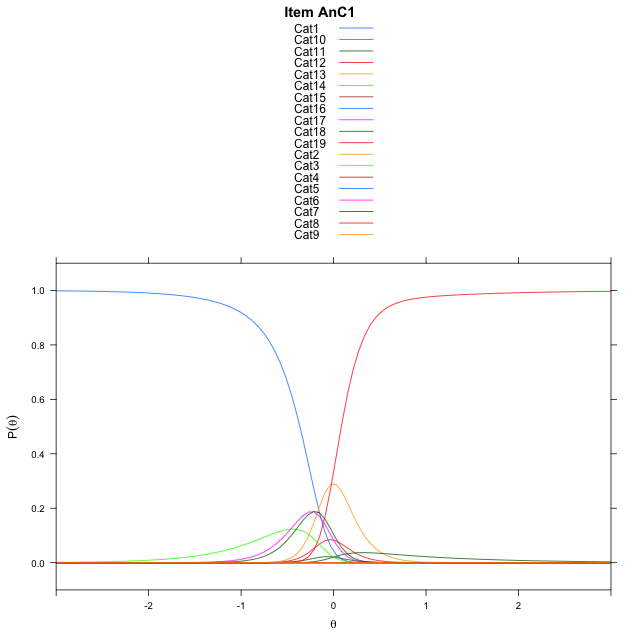 Item AnC1
Cat1
Cat10
Cat11
Cat12
Cat13
Cat14
Cat15
Cat16
Cat17
Cat18
Cat19
Cat2
Cat3
Cat4
Cat5
Cat6
Cat7
Cat8
Cat9
1.0
0.8
0.6
0.4
0.2
0.0
P(θ)
-2 -1 0 1 2
θ